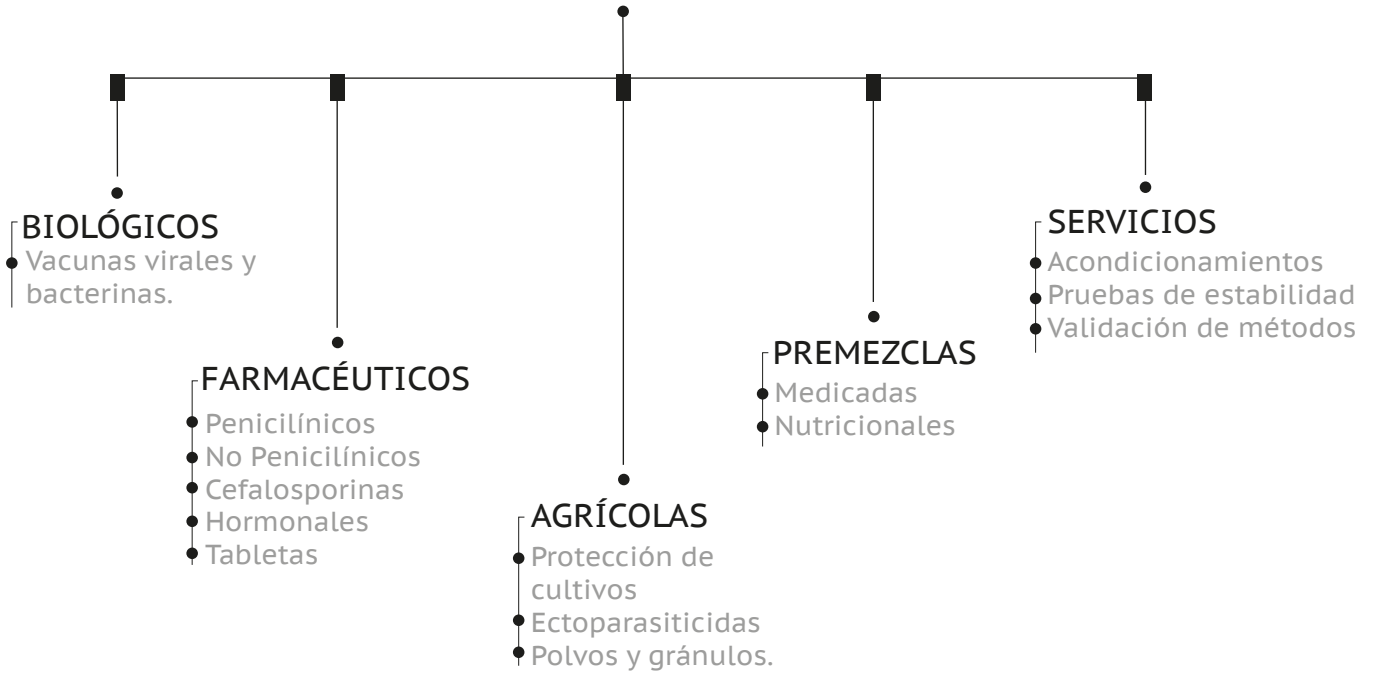 BIOLÓGICOS
Vacunas virales y
bacterinas.
FARMACÉUTICOS
Penicilínicos
No Penicilínicos
Cefalosporinas
Hormonales
Tabletas
AGRÍCOLAS
Protección de
cultivos
Ectoparasiticidas
Polvos y gránulos.
PREMEZCLAS
Medicadas
Nutricionales
SERVICIOS
Acondicionamientos
Pruebas de estabilidad
Validación de métodos